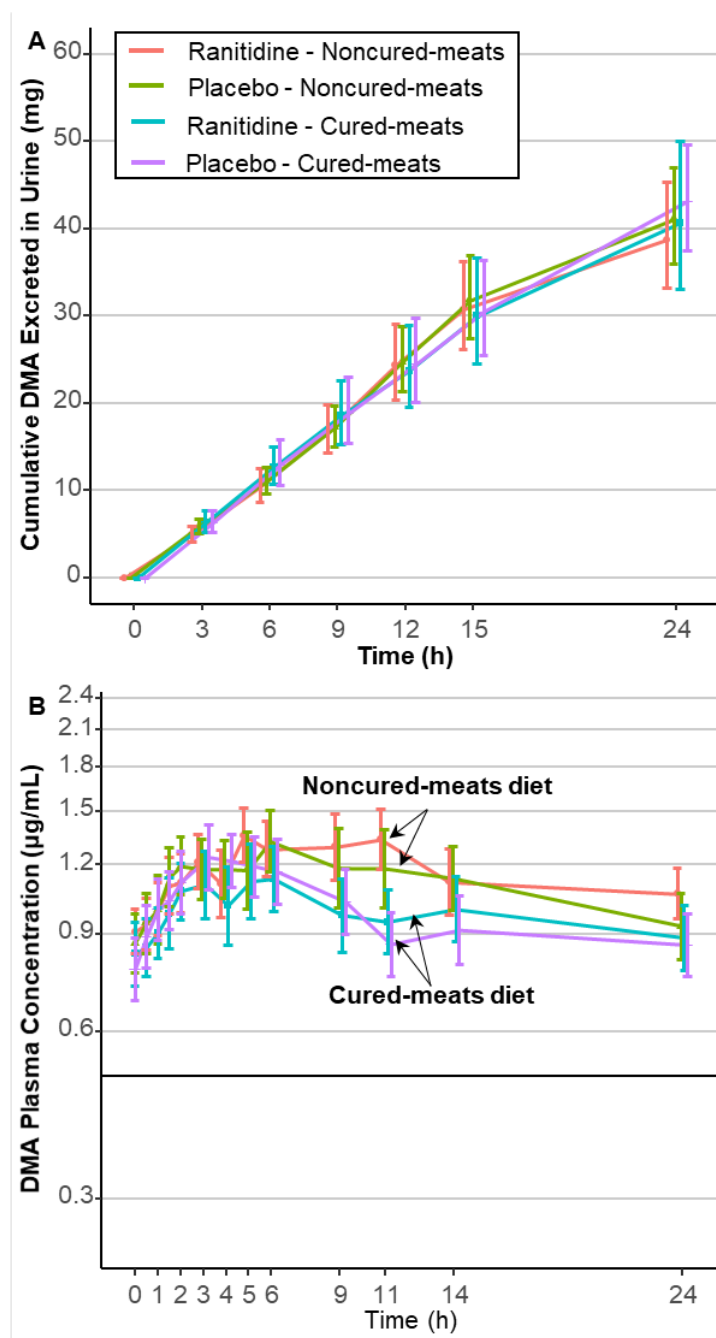 A
60
50
40
30
20
10
0
Cumulative DMA Excreted in Urine (mg)
Ranitidine - Noncured-meats
Placebo - Noncured-meats
Ranitidine - Cured-meats
Placebo - Cured-meats
0 3 6 9 12 15 24
Time (h)
B
2.4
2.1
1.8
1.5
1.2
0.9
0.6
0.3
DMA Plasma Concentration (µg/mL)
Noncured-meats diet
Cured-meats diet
0 1 2 3 4 5 6 9 11 14 24
Time (h)